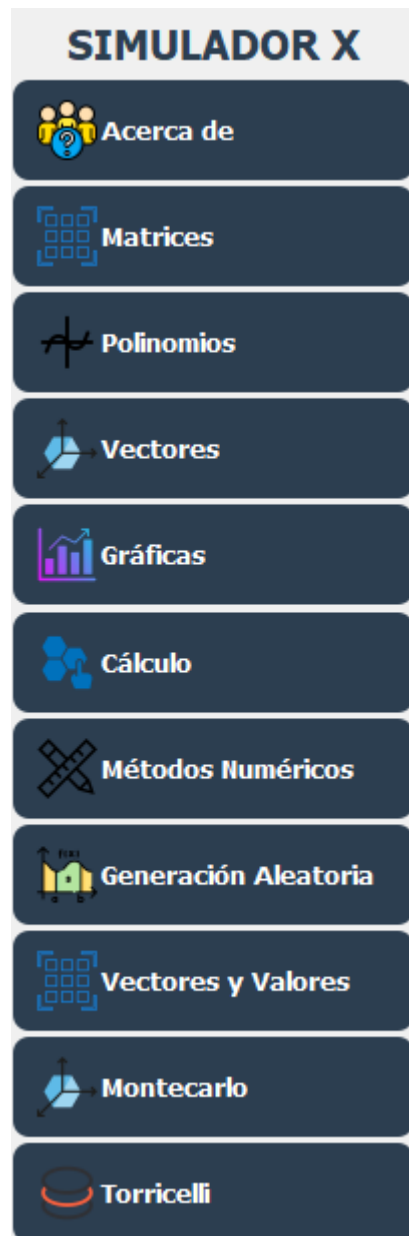 SIMULADOR X
Acerca de
Matrices
Polinomios
Vectores
Gráficas
Cálculo
Métodos Numéricos
Generación Aleatoria
Vectores y Valores
Montecarlo
Torricelli